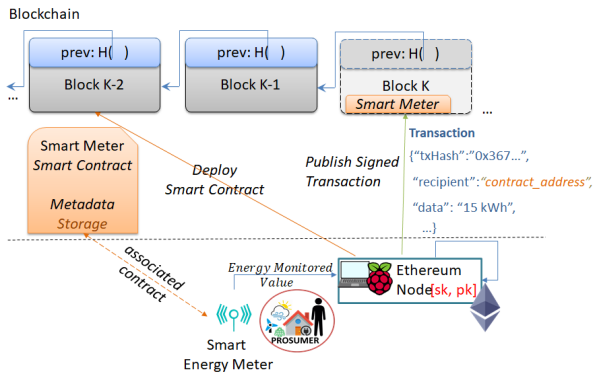 Blockchain
prev: H( )
prev: H( )
prev: H( )
Block K-2
Block K-1
Block K
Smart Meter
...
...
Transaction
{“txHash”:”0x367...”,
“recipient”:“contract_address”,
“data”: “15 kWh”,
...}
Smart Meter
Smart Contract
Metadata
Storage
Deploy
Smart Contract
Publish Signed
Transaction
associated
contract
Energy Monitored
Value
Ethereum
Node[sk, pk]
PROSUMER
Smart
Energy Meter